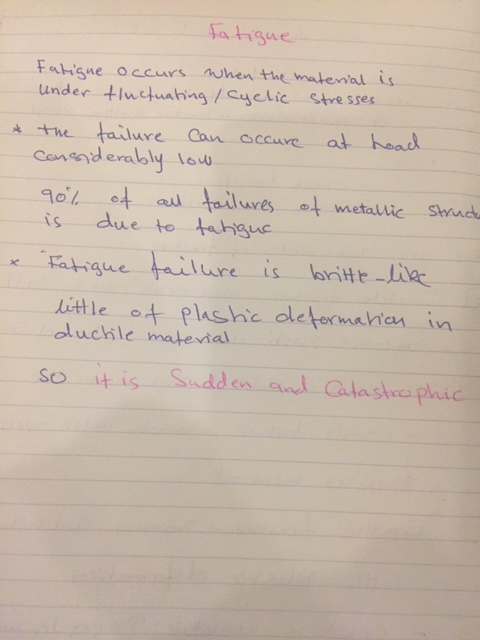 Fatigue
Fatigue occurs when the material is
under fluctuating/cyclic stresses
* the failure can occure at load
considerably low
90% of all failures of metallic struct
is due to fatigue
* Fatigue failure is britte-like
little of plastic deformation in
ductile material
so it is Sudden and Catastrophic